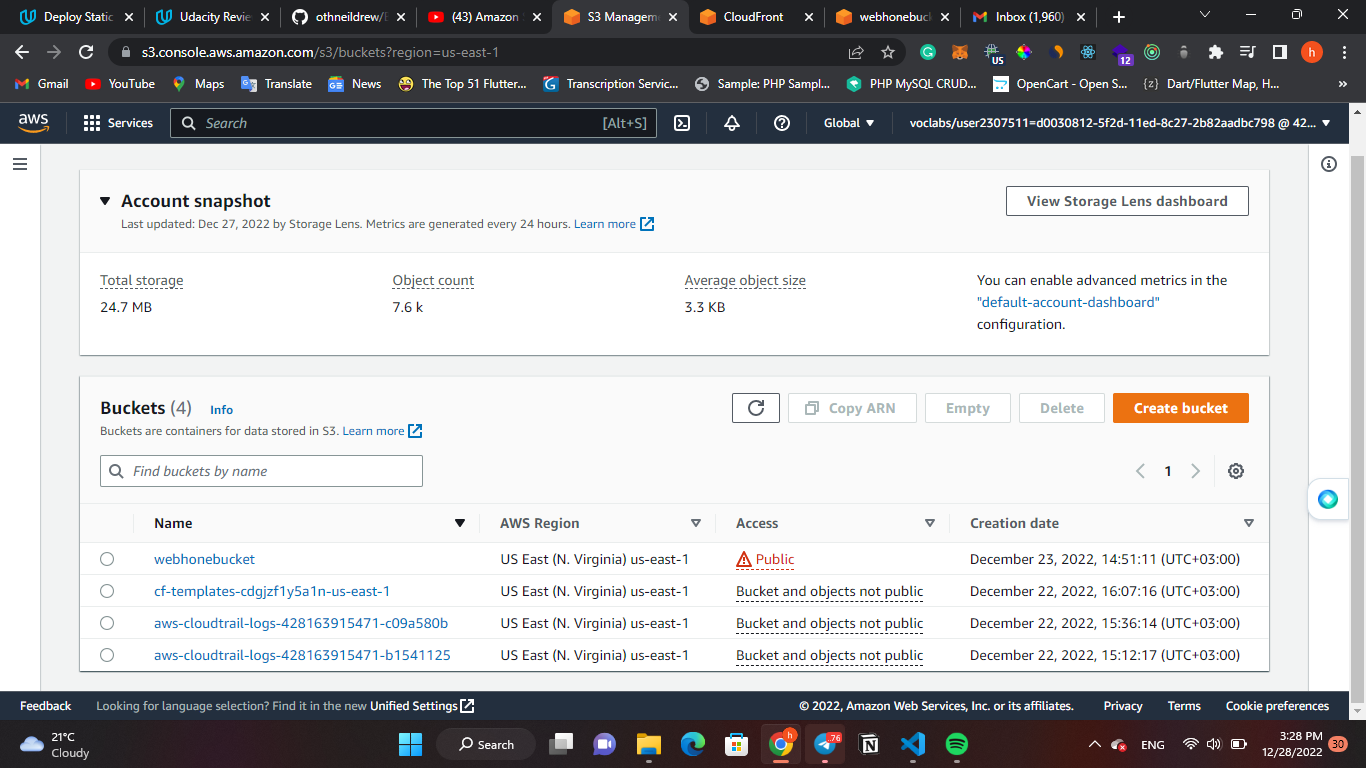 Deploy Static
Udacity Revie
othneildrew/B
(43) Amazon
S3 Manageme
CloudFront
webhonebuck
Inbox (1,960)
s3.console.aws.amazon.com/s3/buckets?region=us-east-1
US
12
h
Gmail
YouTube
Maps
Translate
News
The Top 51 Flutter...
Transcription Servic...
Sample: PHP Sampl...
PHP MySQL CRUD...
OpenCart - Open S...
Dart/Flutter Map, H...
aws
Services
Search
[Alt+S]
Global
voclabs/user2307511=d0030812-5f2d-11ed-8c27-2b82aadbc798 @ 42...
Account snapshot
Last updated: Dec 27, 2022 by Storage Lens. Metrics are generated every 24 hours. Learn more
View Storage Lens dashboard
Total storage
24.7 MB
Object count
7.6 k
Average object size
3.3 KB
You can enable advanced metrics in the
"default-account-dashboard"
configuration.
Buckets (4) Info
Buckets are containers for data stored in S3. Learn more
Copy ARN
Empty
Delete
Create bucket
Find buckets by name
1
Name AWS Region Access Creation date
webhonebucket US East (N. Virginia) us-east-1 Public December 23, 2022, 14:51:11 (UTC+03:00)
cf-templates-cdgjzf1y5a1n-us-east-1 US East (N. Virginia) us-east-1 Bucket and objects not public December 22, 2022, 16:07:16 (UTC+03:00)
aws-cloudtrail-logs-428163915471-c09a580b US East (N. Virginia) us-east-1 Bucket and objects not public December 22, 2022, 15:36:14 (UTC+03:00)
aws-cloudtrail-logs-428163915471-b1541125 US East (N. Virginia) us-east-1 Bucket and objects not public December 22, 2022, 15:12:17 (UTC+03:00)
Feedback
Looking for language selection? Find it in the new Unified Settings
© 2022, Amazon Web Services, Inc. or its affiliates.
Privacy
Terms
Cookie preferences
21°C
Cloudy
Search
h
.76
ENG
3:28 PM
12/28/2022
30